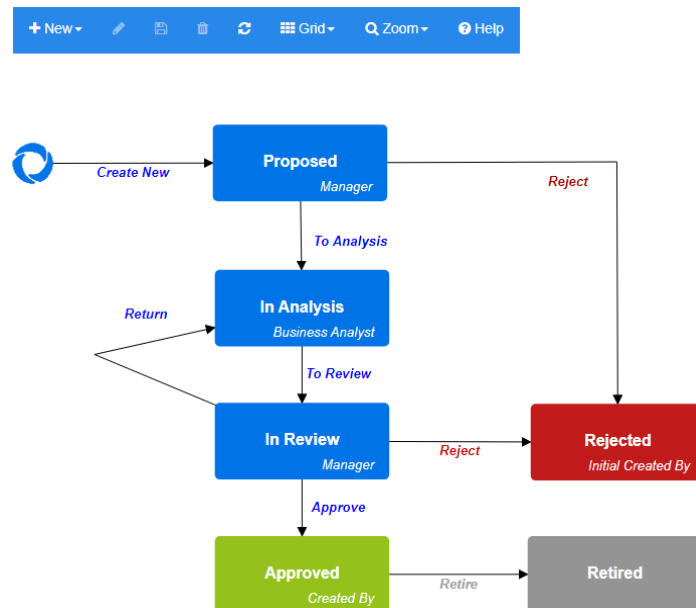 New
Grid
Zoom
Help
Create New
Proposed
Manager
Reject
To Analysis
Return
In Analysis
Business Analyst
To Review
In Review
Manager
Reject
Rejected
Initial Created By
Approve
Approved
Created By
Retire
Retired